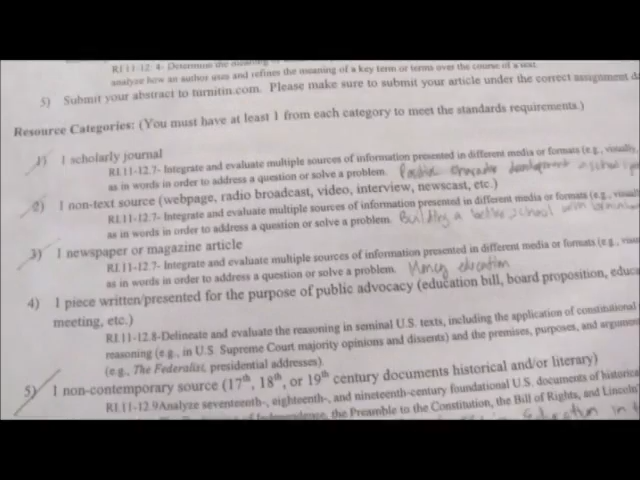 RI.11-12: 4- Determine the meaning
analyze how an author uses and refines the meaning of a key term or terms over the course of a text.
5) Submit your abstract to turnitin.com. Please make sure to submit your article under the correct assignment
Resource Categories: (You must have at least 1 from each category to meet the standards requirements.)
1) 1 scholarly journal
RI.11-12.7- Integrate and evaluate multiple sources of information presented in different media or formats (e.g., visually,
as in words in order to address a question or solve a problem. Positive character development
2) 1 non-text source (webpage, radio broadcast, video, interview, newscast, etc.)
RI.11-12.7- Integrate and evaluate multiple sources of information presented in different media or formats (e.g.,
as in words in order to address a question or solve a problem. Building a better school with
3) 1 newspaper or magazine article
RI.11-12.7- Integrate and evaluate multiple sources of information presented in different media or formats (e.g.,
as in words in order to address a question or solve a problem. education
4) 1 piece written/presented for the purpose of public advocacy (education bill, board proposition,
meeting, etc.)
RI.11-12.8-Delineate and evaluate the reasoning in seminal U.S. texts, including the application of constitutional
reasoning (e.g., in U.S. Supreme Court majority opinions and dissents) and the premises, purposes, and
(e.g., The Federalist, presidential addresses).
5) 1 non-contemporary source (17th, 18th, or 19th century documents historical and/or literary)
RI.11-12.9Analyze seventeenth-, eighteenth-, and nineteenth-century foundational U.S. documents of
of Independence, the Preamble to the Constitution, the Bill of Rights, and
Education in